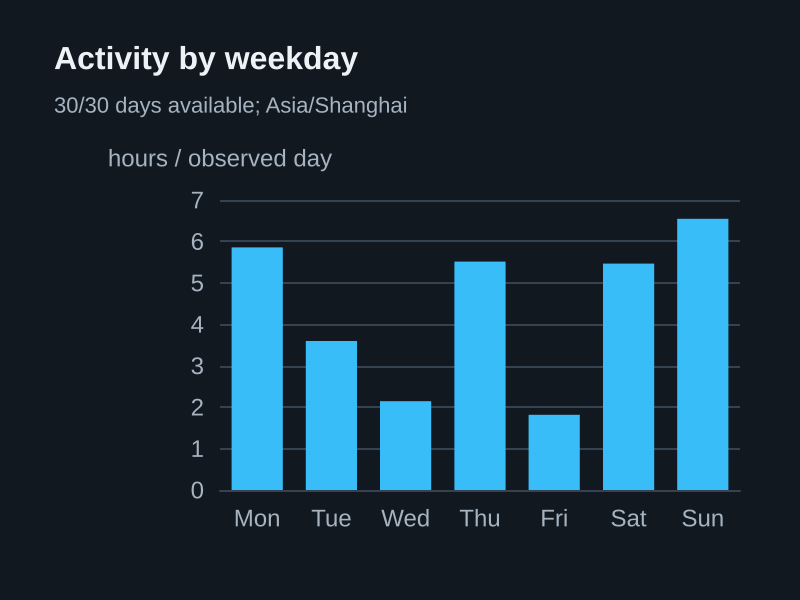 Activity by weekday
30/30 days available; Asia/Shanghai
hours / observed day
7
6
5
4
3
2
1
0
Mon Tue Wed Thu Fri Sat Sun